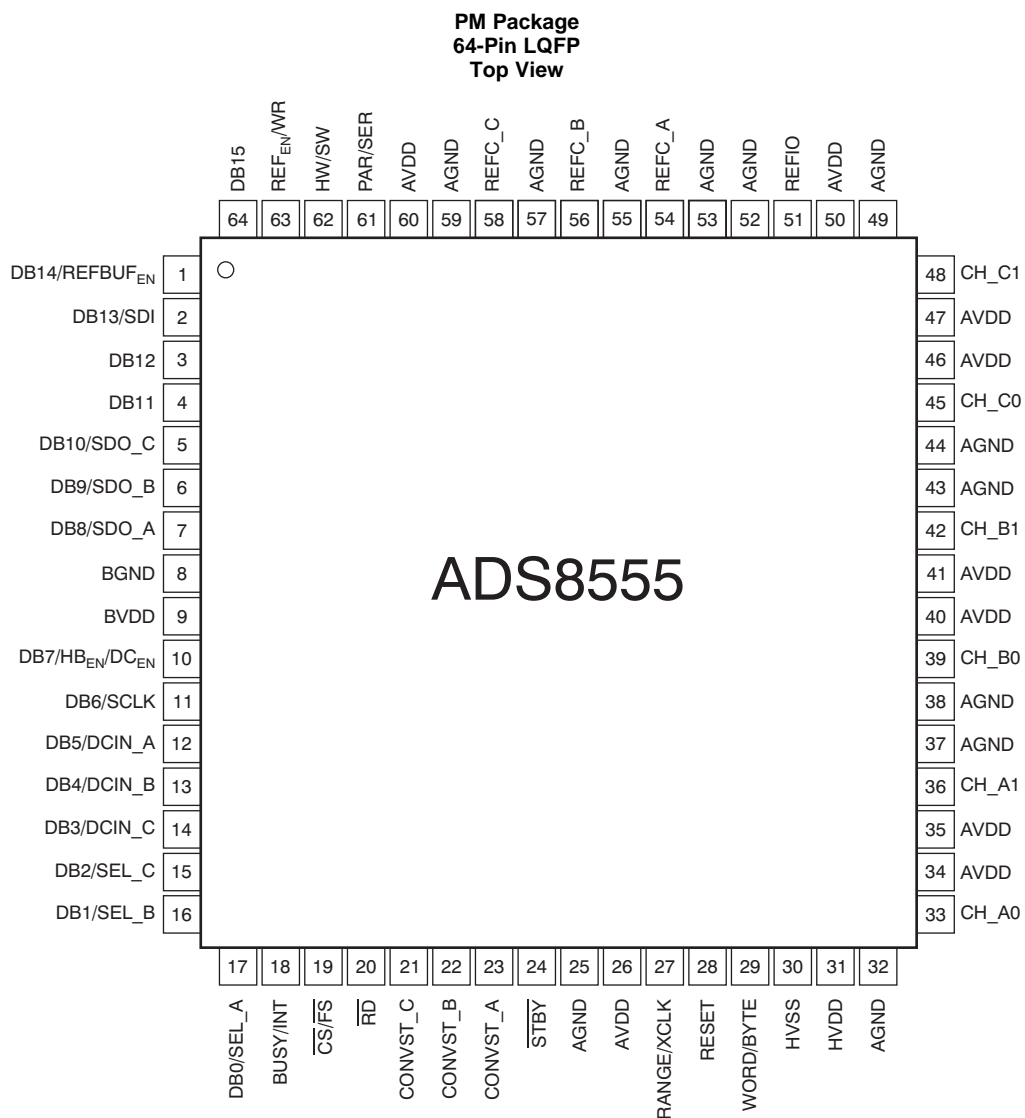 PM Package
64-Pin LQFP
Top View
DB15
REFEN/WR
HW/SW
PAR/SER
AVDD
AGND
REFC_C
AGND
REFC_B
AGND
REFC_A
AGND
AGND
REFIO
AVDD
AGND
64 63 62 61 60 59 58 57 56 55 54 53 52 51 50 49
DB14/REFBUFEN 1
DB13/SDI 2
DB12 3
DB11 4
DB10/SDO_C 5
DB9/SDO_B 6
DB8/SDO_A 7
BGND 8
BVDD 9
DB7/HBEN/DCEN 10
DB6/SCLK 11
DB5/DCIN_A 12
DB4/DCIN_B 13
DB3/DCIN_C 14
DB2/SEL_C 15
DB1/SEL_B 16
ADS8555
48 CH_C1
47 AVDD
46 AVDD
45 CH_C0
44 AGND
43 AGND
42 CH_B1
41 AVDD
40 AVDD
39 CH_B0
38 AGND
37 AGND
36 CH_A1
35 AVDD
34 AVDD
33 CH_A0
17 18 19 20 21 22 23 24 25 26 27 28 29 30 31 32
DB0/SEL_A
BUSY/INT
CS/FS
RD
CONVST_C
CONVST_B
CONVST_A
STBY
AGND
AVDD
RANGE/XCLK
RESET
WORD/BYTE
HVSS
HVDD
AGND